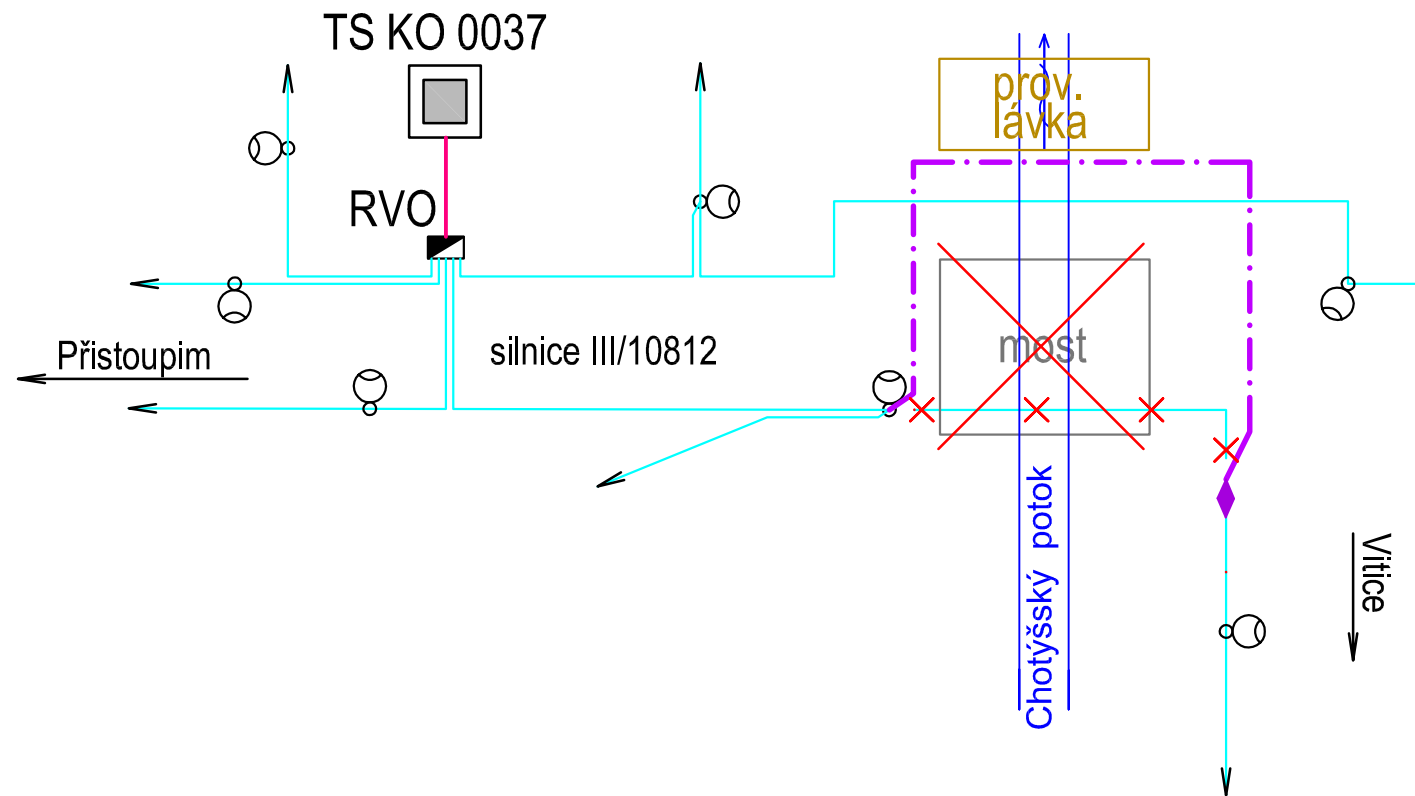 TS KO 0037
prov.
lávka
RVO
Přistoupim
silnice III/10812
most
Chotýšský potok
Vitice